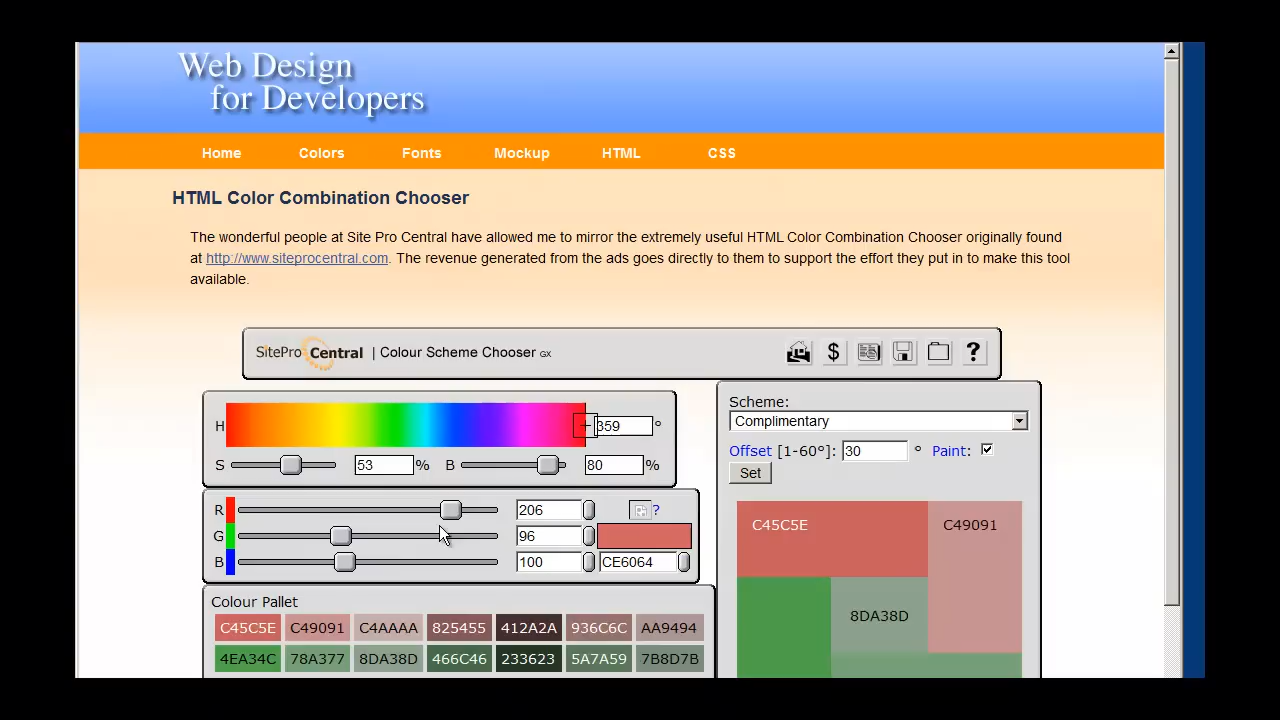 Web Design
for Developers
Home Colors Fonts Mockup HTML CSS
HTML Color Combination Chooser
The wonderful people at Site Pro Central have allowed me to mirror the extremely useful HTML Color Combination Chooser originally found
at http://www.siteprocentral.com. The revenue generated from the ads goes directly to them to support the effort they put in to make this tool
available.
SitePro Central | Colour Scheme Chooser GX $ ?
Scheme:
Complimentary
H 359 °
Offset [1-60°]: 30 ° Paint:
S 53 % B 80 %
Set
R 206 ?
G 96
B 100 CE6064
C45C5E C49091
8DA38D
Colour Pallet
C45C5E C49091 C4AAAA 825455 412A2A 936C6C AA9494
4EA34C 78A377 8DA38D 466C46 233623 5A7A59 7B8D7B